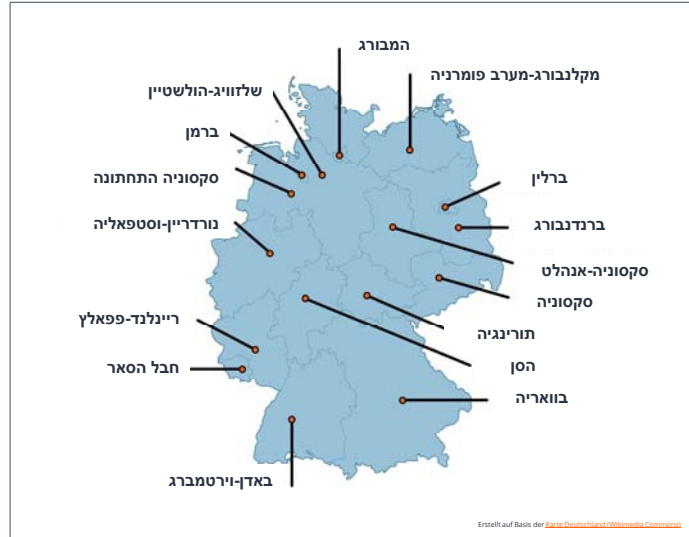 המבורג
מקלנבורג-מערב פומרניה
שלזוויג-הולשטיין
ברמן
ברלין
סקסוניה התחתונה
נורדריין-וסטפאליה
ברנדנבורג
סקסוניה-אנהלט
סקסוניה
ריינלנד-פפאלץ
תורינגיה
חבל הסאר
הסן
בוואריה
באדן-וירטמברג
Erstellt auf Basis der Karte Deutschland (Wikimedia Commons)